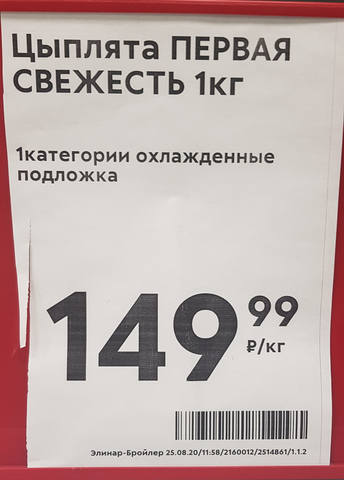 Цыплята ПЕРВАЯ
СВЕЖЕСТЬ 1кг
1категории охлажденные
подложка
149 99
₽/кг
Элинар-Бройлер 25.08.20/11:58/2160012/2514861/1.1.2